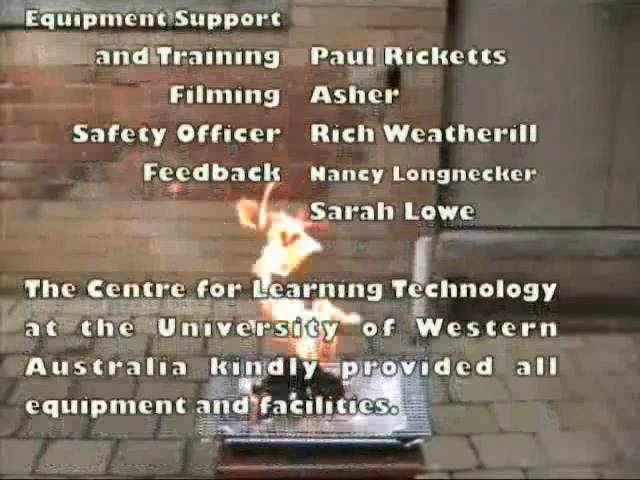 Equipment Support
and Training Paul Ricketts
Filming Asher
Safety Officer Rich Weatherill
Feedback Nancy Longnecker
Sarah Lowe
The Centre for Learning Technology
at the University of Western
Australia kindly provided all
equipment and facilities.